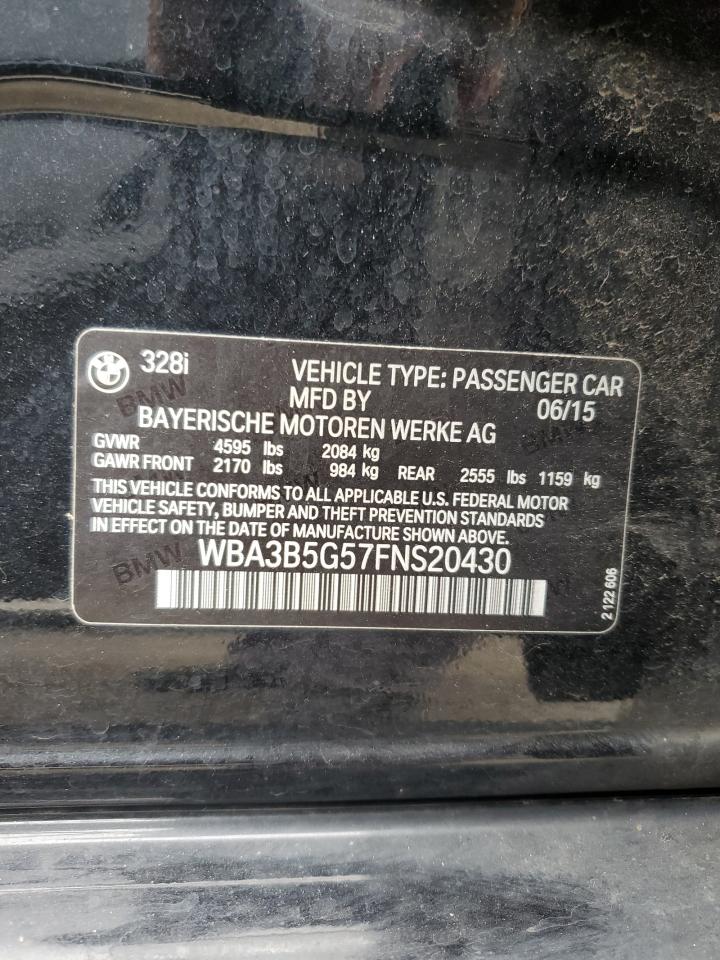 328i VEHICLE TYPE: PASSENGER CAR
MFD BY 06/15
BAYERISCHE MOTOREN WERKE AG
GVWR 4595 lbs 2084 kg
GAWR FRONT 2170 lbs 984 kg REAR 2555 lbs 1159 kg
THIS VEHICLE CONFORMS TO ALL APPLICABLE U.S. FEDERAL MOTOR
VEHICLE SAFETY, BUMPER AND THEFT PREVENTION STANDARDS
IN EFFECT ON THE DATE OF MANUFACTURE SHOWN ABOVE.
WBA3B5G57FNS20430
2 122 606
BMW
BMW
BMW